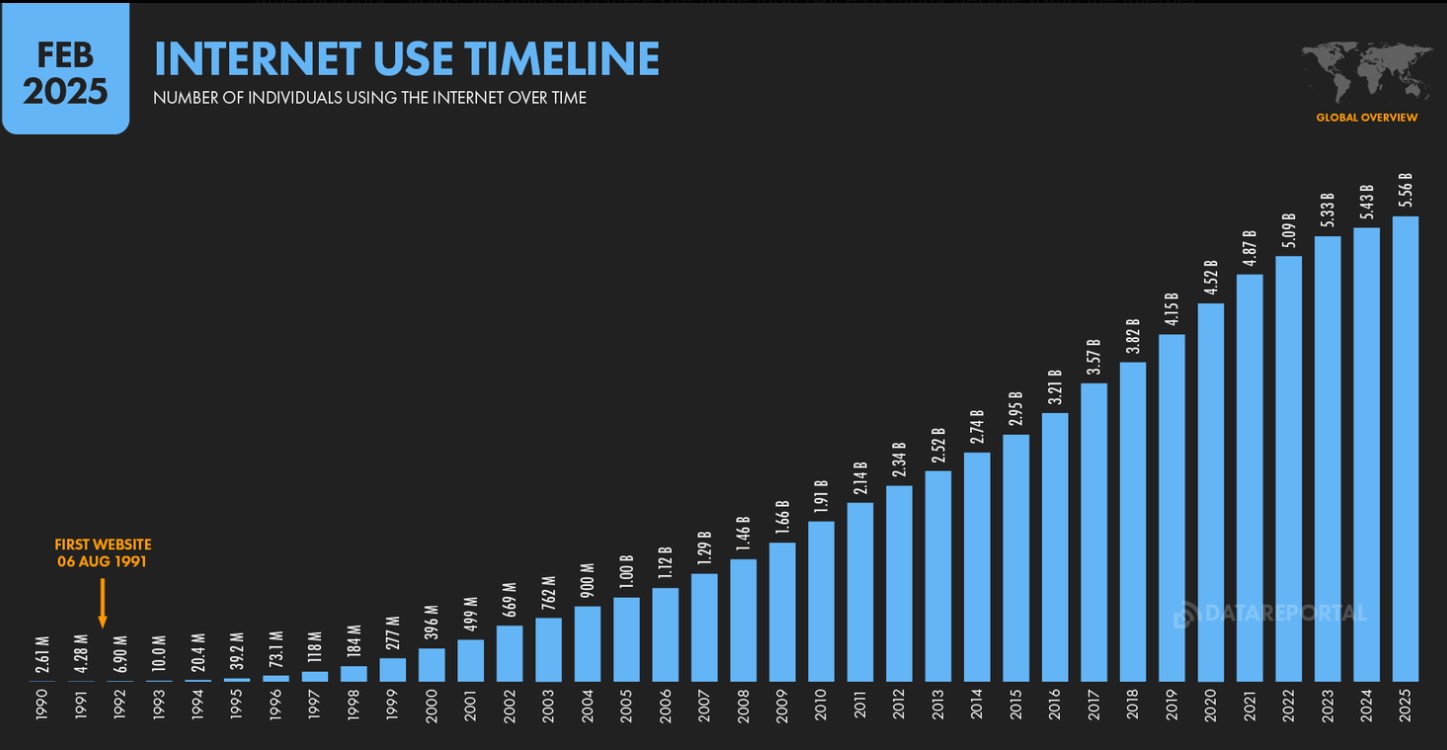 FEB
2025
INTERNET USE TIMELINE
NUMBER OF INDIVIDUALS USING THE INTERNET OVER TIME
GLOBAL OVERVIEW
FIRST WEBSITE
06 AUG 1991
2.61 M
4.28 M
6.90 M
10.0 M
20.4 M
39.2 M
73.1 M
118 M
184 M
277 M
396 M
499 M
669 M
762 M
900 M
1.00 B
1.12 B
1.29 B
1.46 B
1.66 B
1.91 B
2.14 B
2.34 B
2.52 B
2.74 B
2.95 B
3.21 B
3.57 B
3.82 B
4.15 B
4.52 B
4.87 B
5.09 B
5.33 B
5.43 B
5.56 B
DATAREPORTAL
1990
1991
1992
1993
1994
1995
1996
1997
1998
1999
2000
2001
2002
2003
2004
2005
2006
2007
2008
2009
2010
2011
2012
2013
2014
2015
2016
2017
2018
2019
2020
2021
2022
2023
2024
2025